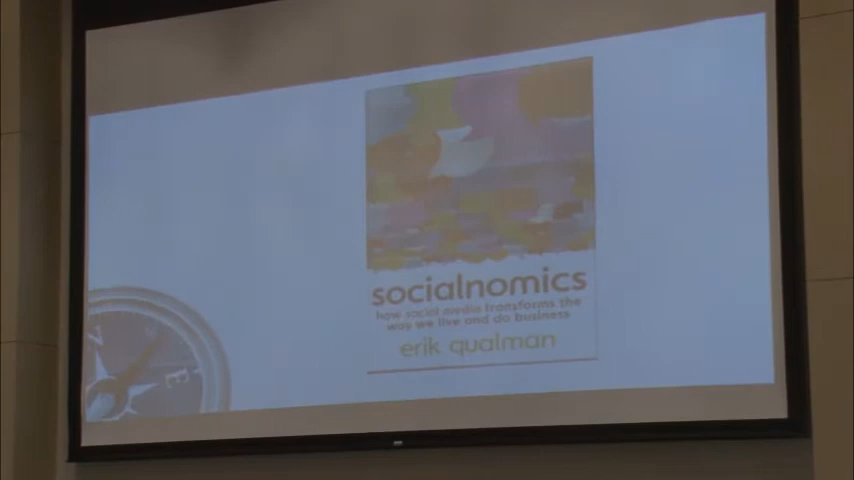 socialnomics
how social media transforms the
way we live and do business
erik qualman
N
E